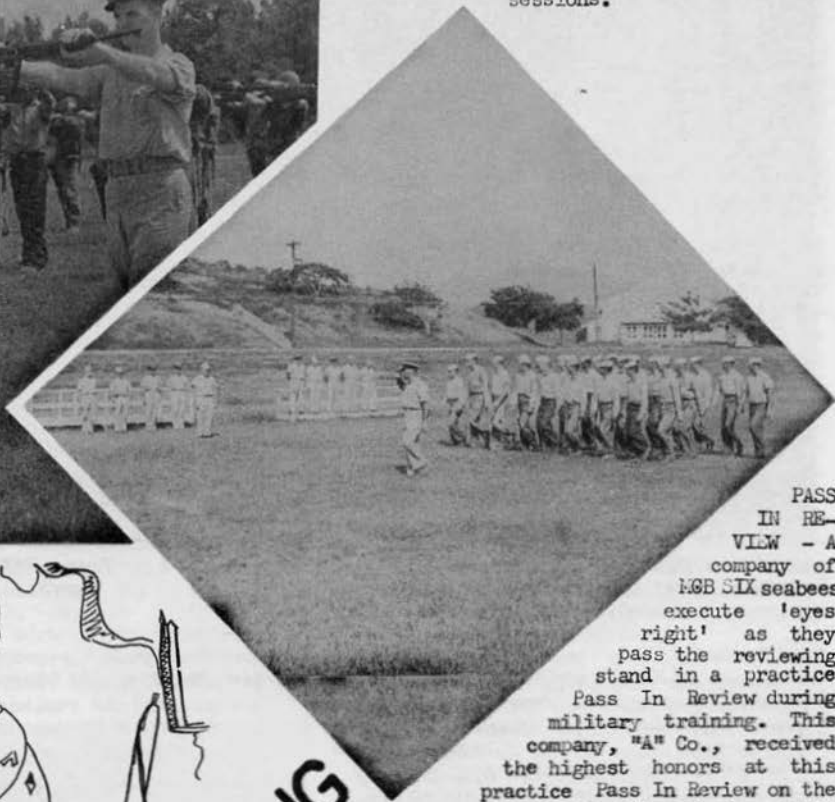 sessions.
PASS
IN RE-
VIEW - A
company of
MCB SIX seabees
execute 'eyes
right' as they
pass the reviewing
stand in a practice
Pass In Review during
military training. This
company, "A" Co., received
the highest honors at this
practice Pass In Review on the
NG